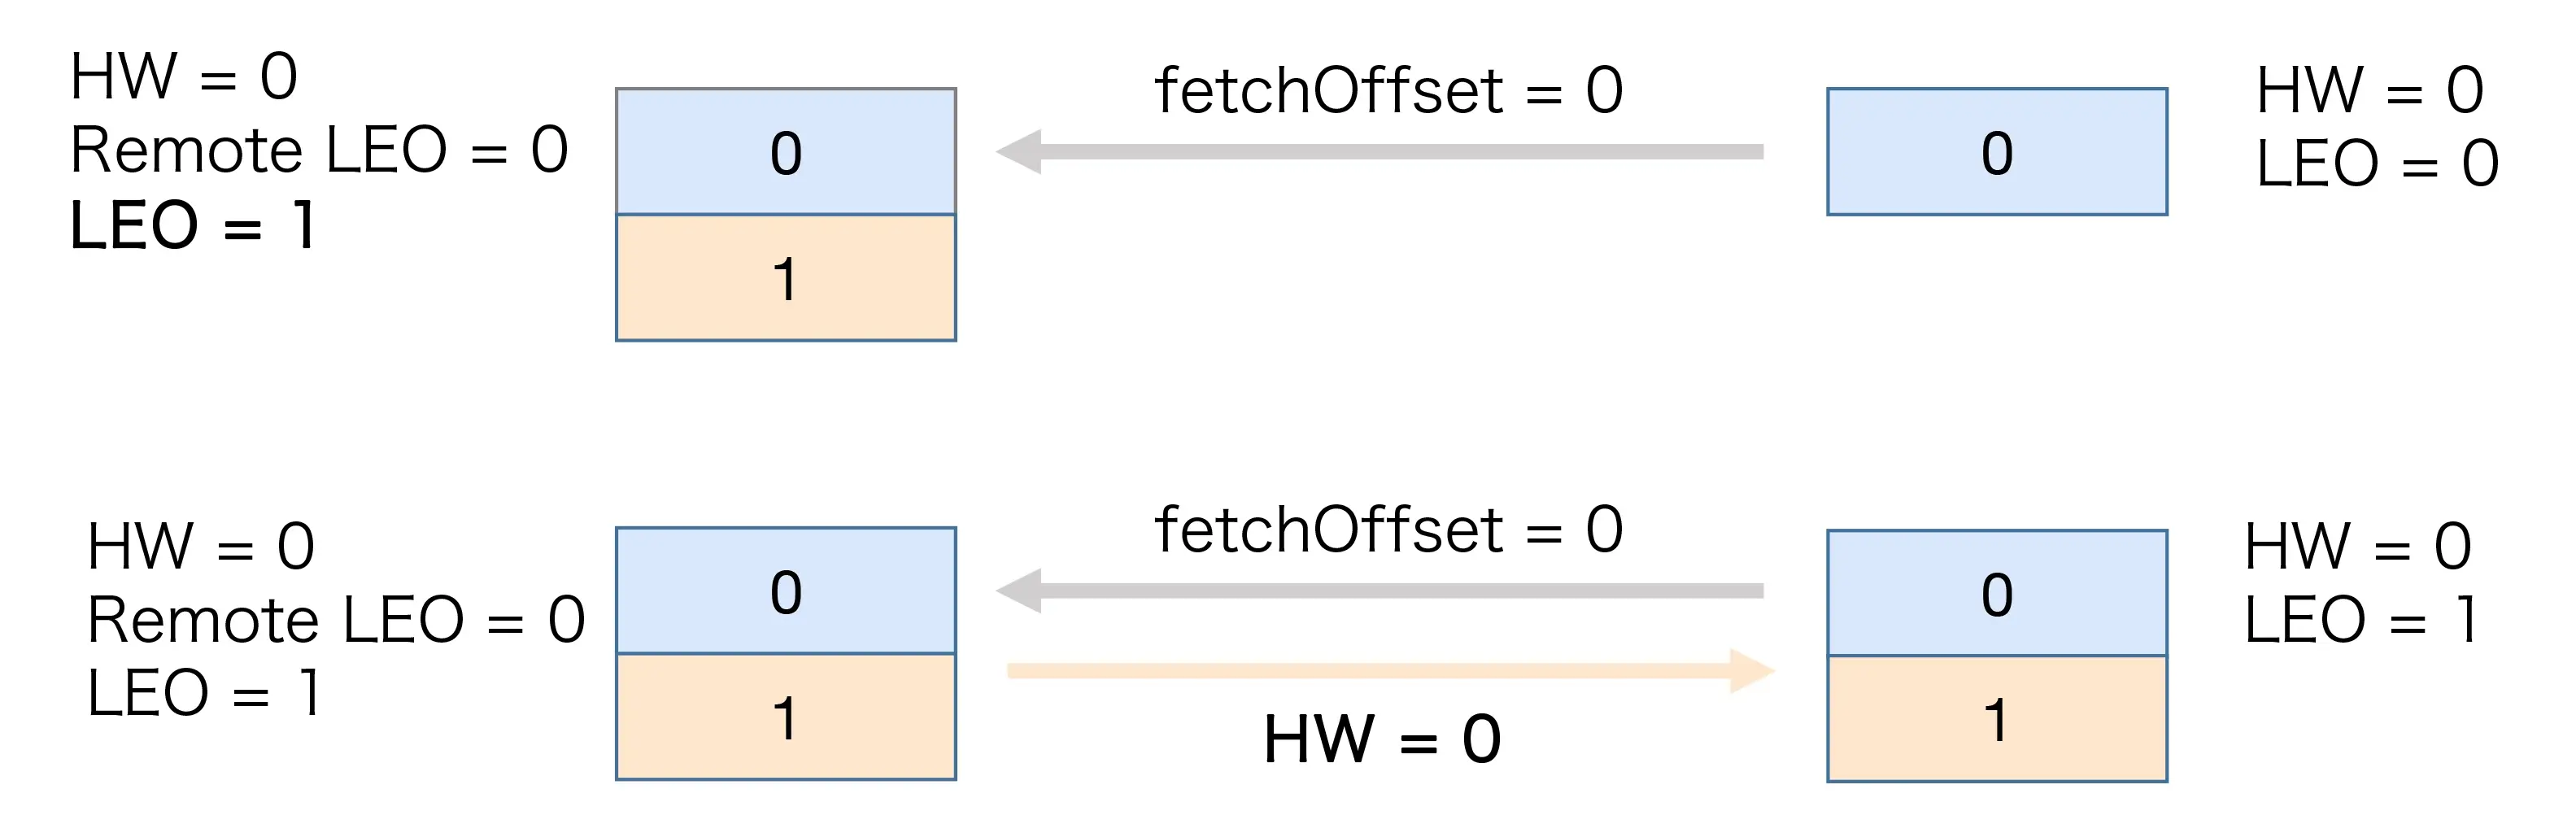 HW = 0
Remote LEO = 0
LEO = 1
0
1
fetchOffset = 0
0
HW = 0
LEO = 0
HW = 0
Remote LEO = 0
LEO = 1
0
1
fetchOffset = 0
HW = 0
0
1
HW = 0
LEO = 1